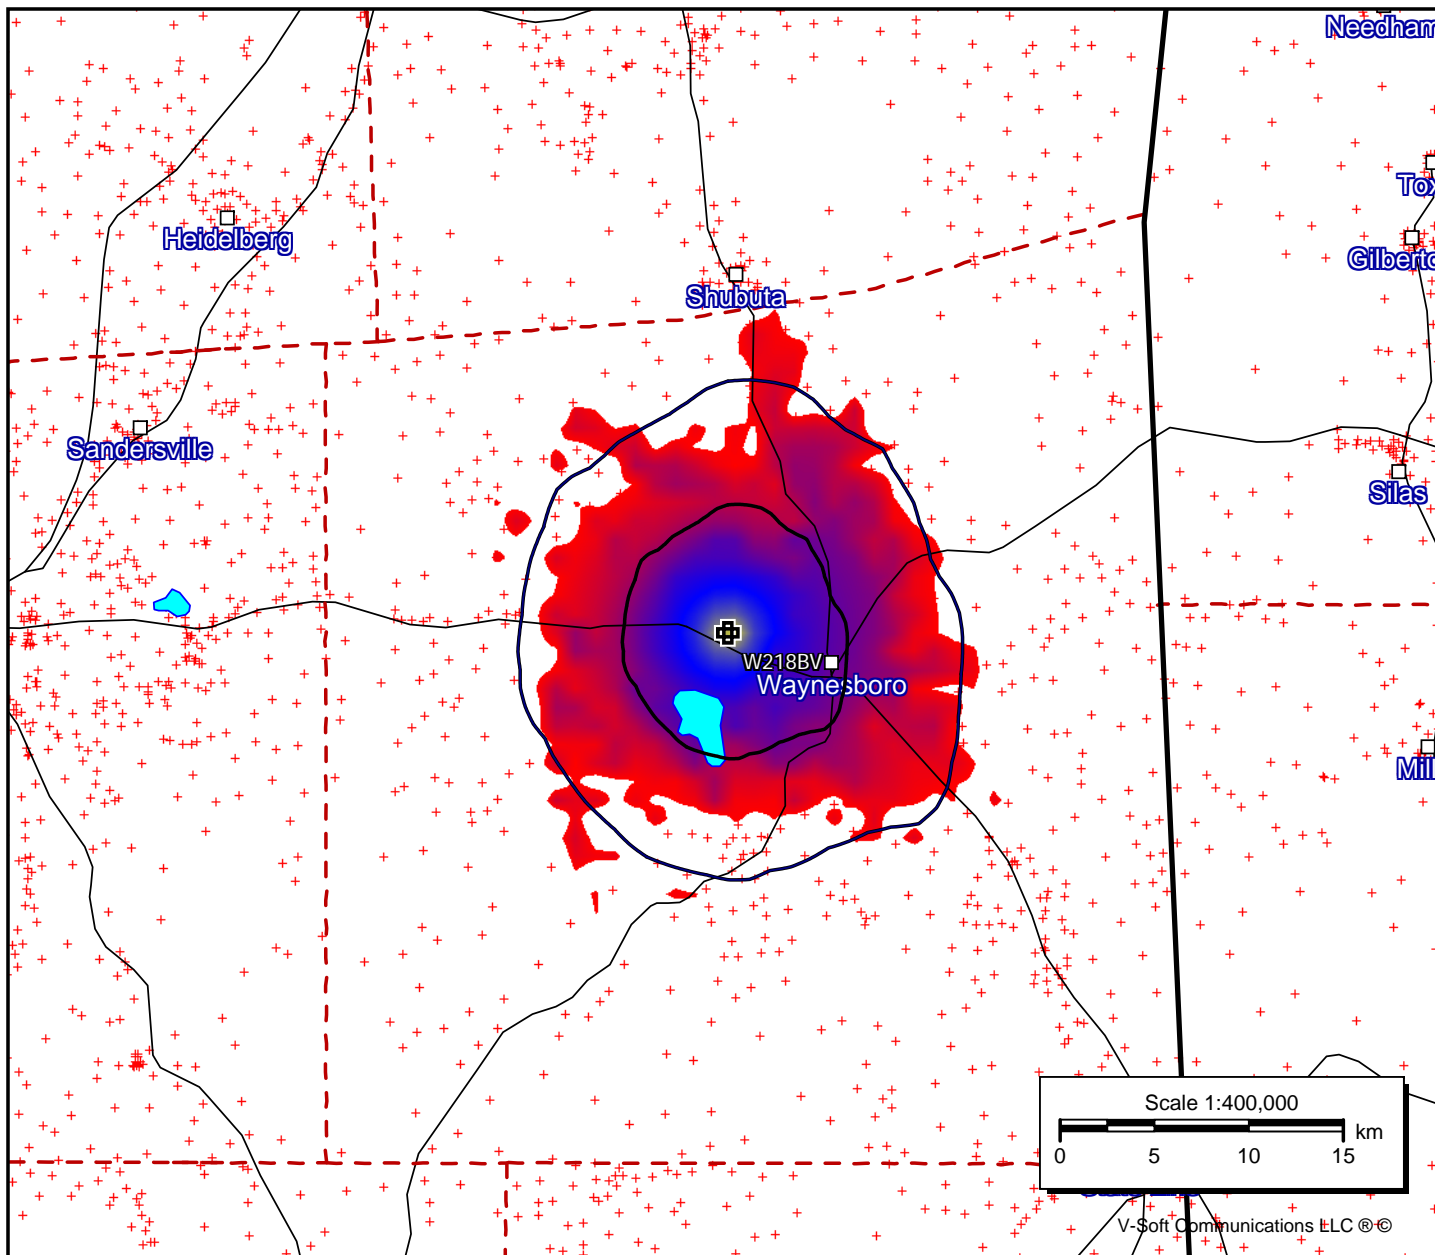 Needham
Tox
Heidelberg
Gilberto
Shubuta
Sandersville
Silas
W218BV
Waynesboro
Mill
Scale 1:400,000
km
0 5 10 15
V-Soft Communications LLC ® ©